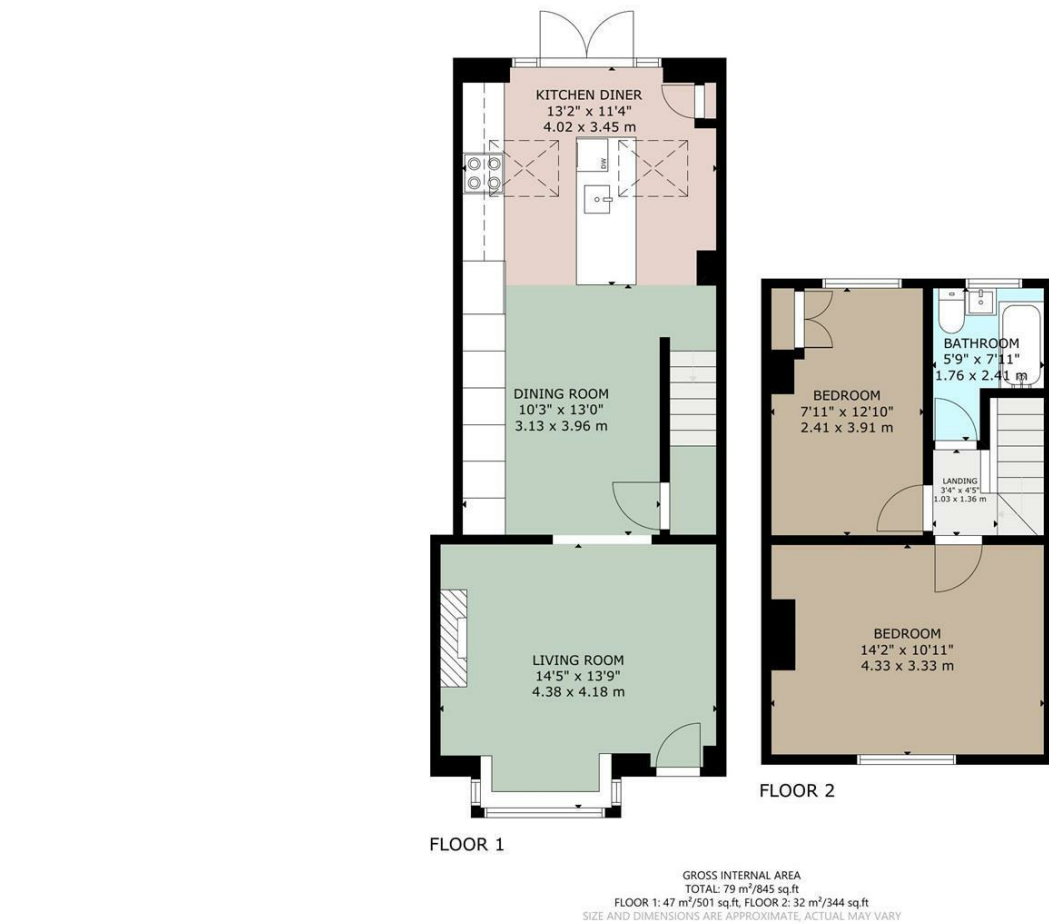 KITCHEN DINER
13'2" x 11'4"
4.02 x 3.45 m
DW
DINING ROOM
10'3" x 13'0"
3.13 x 3.96 m
LIVING ROOM
14'5" x 13'9"
4.38 x 4.18 m
FLOOR 1
BATHROOM
5'9" x 7'11"
1.76 x 2.41 m
BEDROOM
7'11" x 12'10"
2.41 x 3.91 m
LANDING
3'4" x 4'5"
1.03 x 1.36 m
BEDROOM
14'2" x 10'11"
4.33 x 3.33 m
FLOOR 2
GROSS INTERNAL AREA
TOTAL: 79 m²/845 sq.ft
FLOOR 1: 47 m²/501 sq.ft, FLOOR 2: 32 m²/344 sq.ft
SIZE AND DIMENSIONS ARE APPROXIMATE, ACTUAL MAY VARY